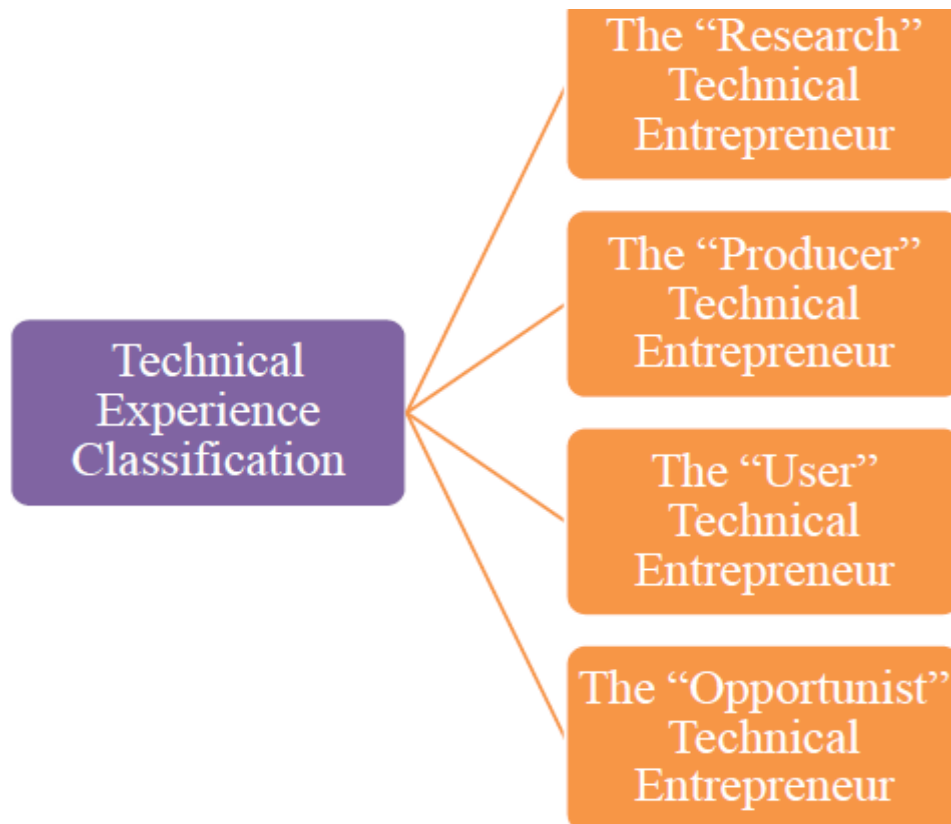 The “Research”
Technical
Entrepreneur
The “Producer”
Technical
Entrepreneur
Technical
Experience
Classification
The “User”
Technical
Entrepreneur
The “Opportunist”
Technical
Entrepreneur